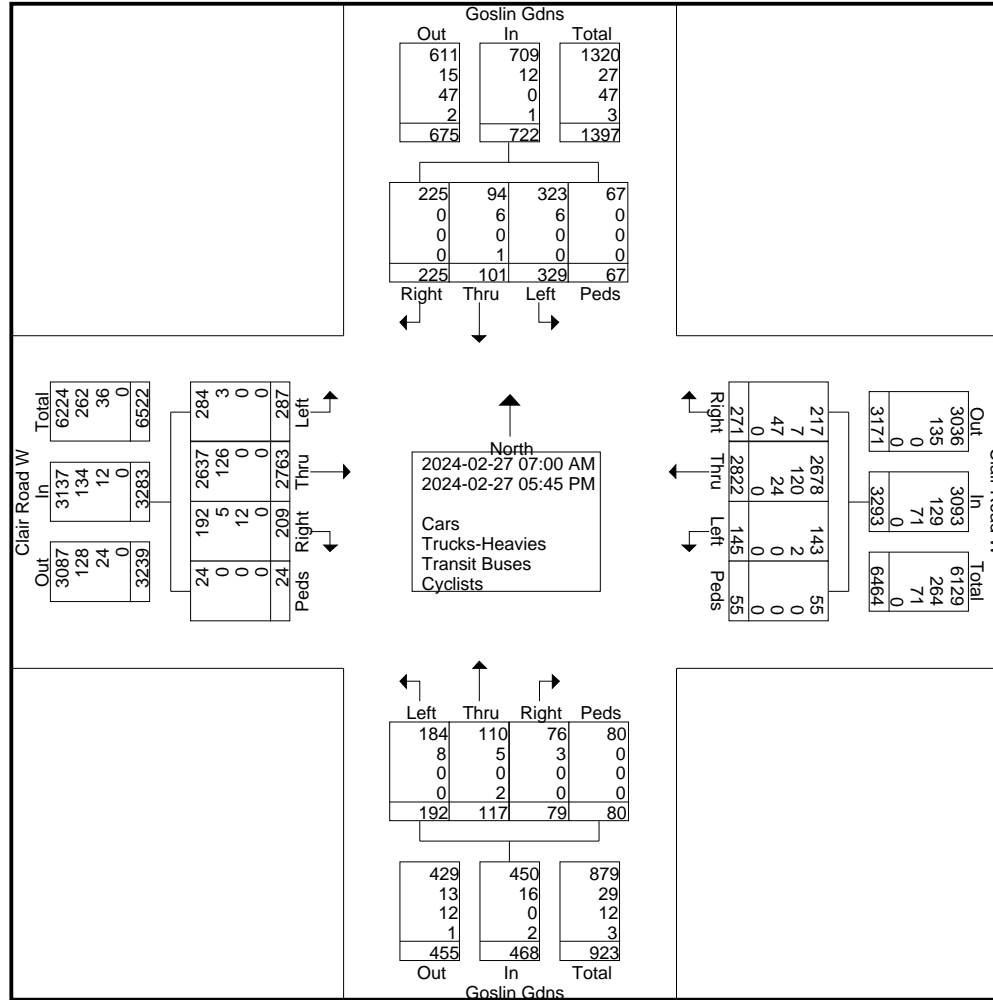 Goslin Gdns
Out In Total
611 709 1320
15 12 27
47 0 47
2 1 3
675 722 1397
225 94 323 67
0 6 6 0
0 0 0 0
0 1 0 0
225 101 329 67
Right Thru Left Peds
Clair Road W
Total
6224 262 36 0 6522
In
3137 134 12 0 3283
Out
3087 128 24 0 3239
284 3 0 0 287
Left
2637 126 0 0 2763
Thru
192 5 12 0 209
Right
24 0 0 0 24
Peds
North
2024-02-27 07:00 AM
2024-02-27 05:45 PM
Cars
Trucks-Heavies
Transit Buses
Cyclists
Right
217 7 47 0 271
Thru
2678 120 24 0 2822
Left
143 2 0 0 145
Peds
55 0 0 0 55
Out
3036 135 0 0 3171
In
3093 129 71 0 3293
Total
6129 264 71 0 6464
Left Thru Right Peds
184 110 76 80
8 5 3 0
0 0 0 0
0 2 0 0
192 117 79 80
429 450 879
13 16 29
12 0 12
1 2 3
455 468 923
Out In Total
Goslin Gdns